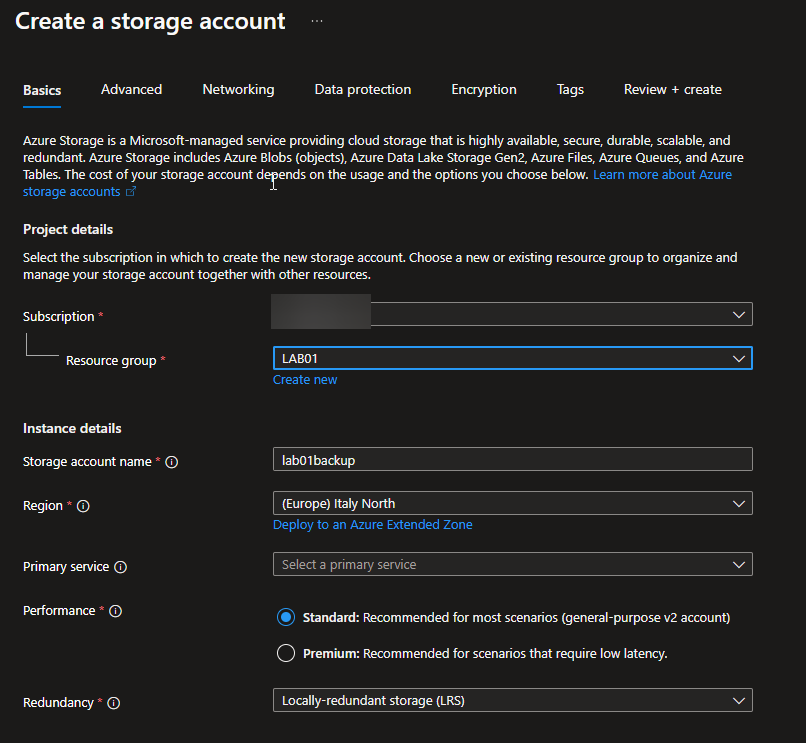 Create a storage account ...
Basics Advanced Networking Data protection Encryption Tags Review + create
Azure Storage is a Microsoft-managed service providing cloud storage that is highly available, secure, durable, scalable, and
redundant. Azure Storage includes Azure Blobs (objects), Azure Data Lake Storage Gen2, Azure Files, Azure Queues, and Azure
Tables. The cost of your storage account depends on the usage and the options you choose below. Learn more about Azure
storage accounts
Project details
Select the subscription in which to create the new storage account. Choose a new or existing resource group to organize and
manage your storage account together with other resources.
Subscription *
Resource group * LAB01
Create new
Instance details
Storage account name * lab01backup
Region * (Europe) Italy North
Deploy to an Azure Extended Zone
Primary service Select a primary service
Performance * Standard: Recommended for most scenarios (general-purpose v2 account)
Premium: Recommended for scenarios that require low latency.
Redundancy * Locally-redundant storage (LRS)